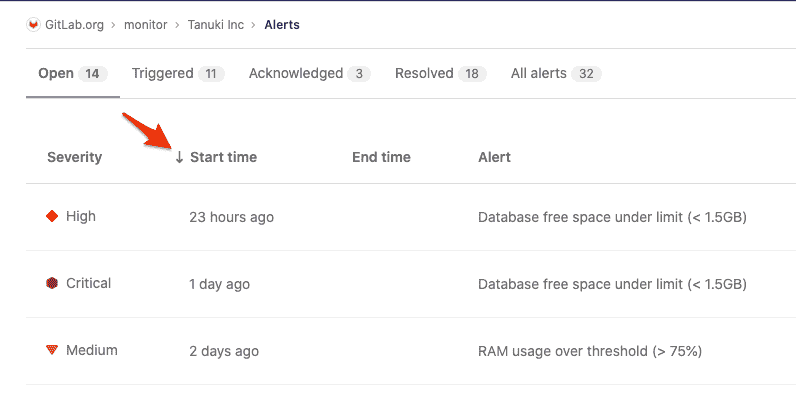 GitLab.org > monitor > Tanuki Inc > Alerts
Open 14 Triggered 11 Acknowledged 3 Resolved 18 All alerts 32
Severity ↓ Start time End time Alert
High 23 hours ago Database free space under limit (< 1.5GB)
Critical 1 day ago Database free space under limit (< 1.5GB)
Medium 2 days ago RAM usage over threshold (> 75%)